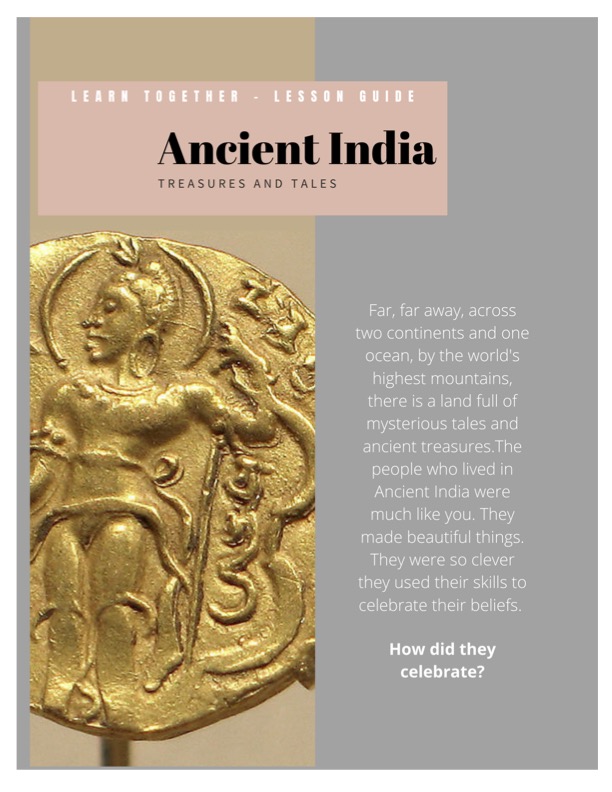 LEARN TOGETHER - LESSON GUIDE
Ancient India
TREASURES AND TALES
Far, far away, across
two continents and one
ocean, by the world's
highest mountains,
there is a land full of
mysterious tales and
ancient treasures.The
people who lived in
Ancient India were
much like you. They
made beautiful things.
They were so clever
they used their skills to
celebrate their beliefs.
How did they
celebrate?